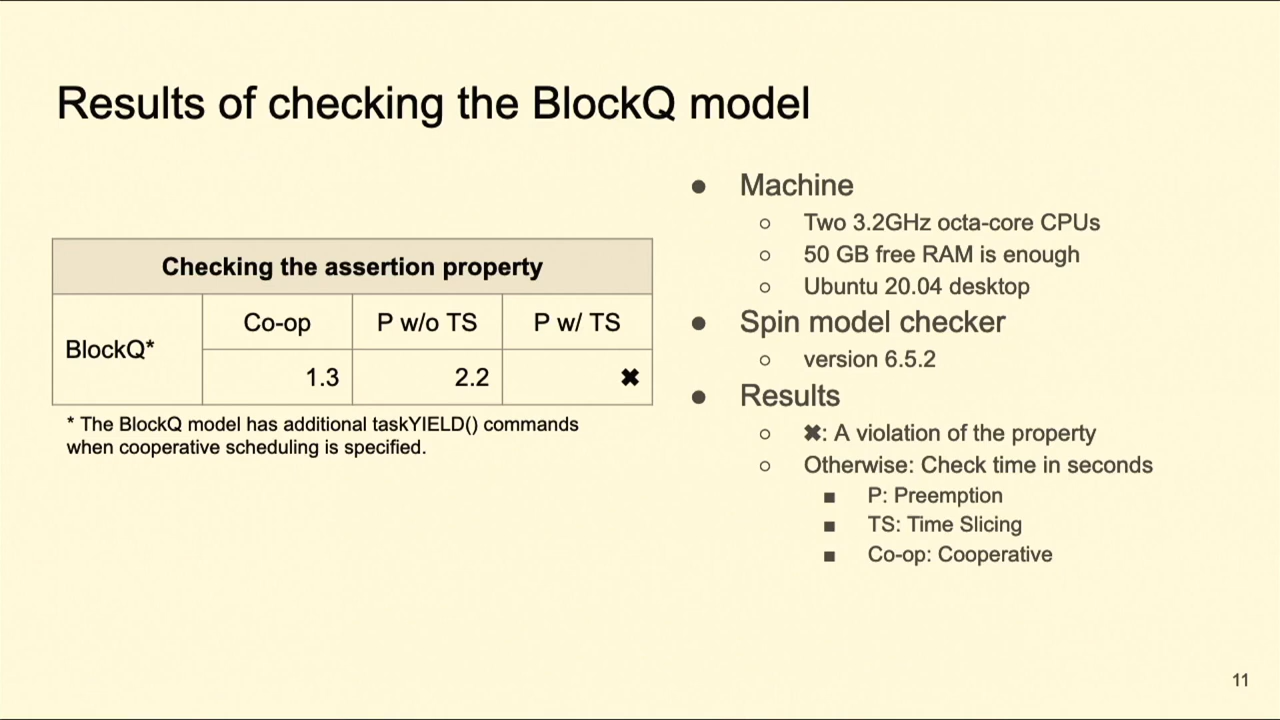 Results of checking the BlockQ model
Checking the assertion property
BlockQ*
Co-op
P w/o TS
P w/ TS
1.3
2.2
✖
* The BlockQ model has additional taskYIELD() commands
when cooperative scheduling is specified.
● Machine
○ Two 3.2GHz octa-core CPUs
○ 50 GB free RAM is enough
○ Ubuntu 20.04 desktop
● Spin model checker
○ version 6.5.2
● Results
○ ✖: A violation of the property
○ Otherwise: Check time in seconds
■ P: Preemption
■ TS: Time Slicing
■ Co-op: Cooperative
11